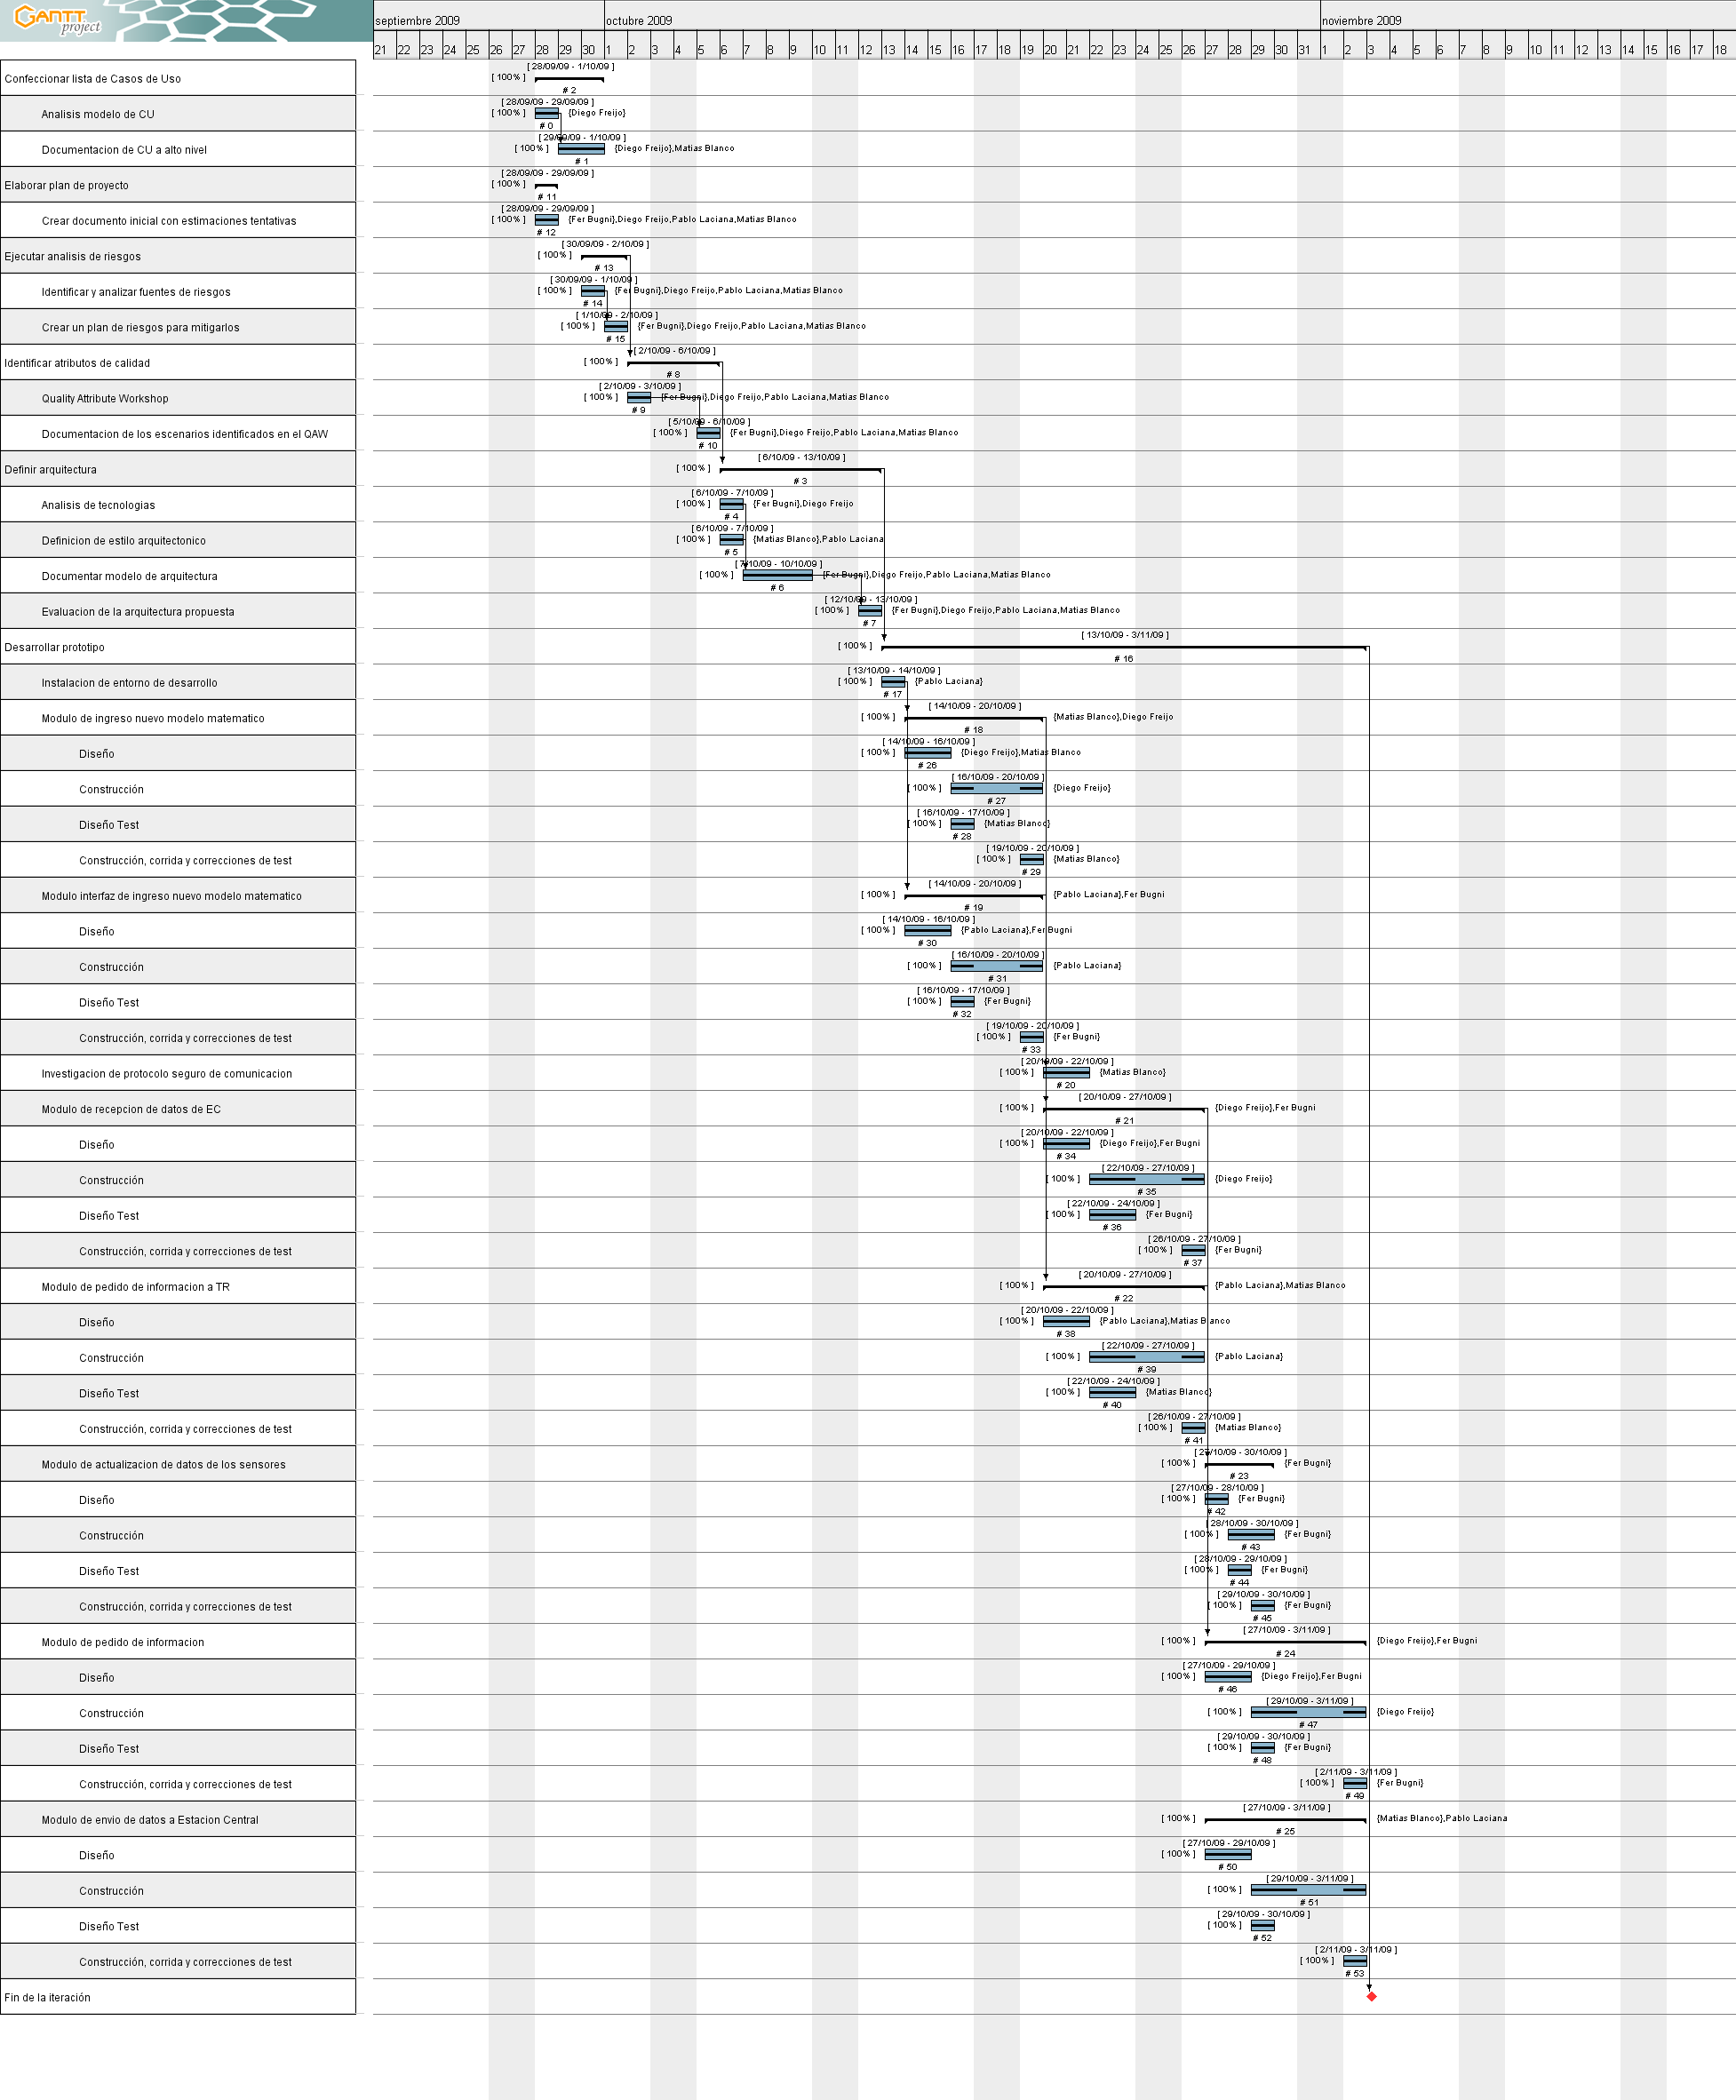 GANTT
project
septiembre 2009 octubre 2009 noviembre 2009
21 22 23 24 25 26 27 28 29 30 1 2 3 4 5 6 7 8 9 10 11 12 13 14 15 16 17 18 19 20 21 22 23 24 25 26 27 28 29 30 31 1 2 3 4 5 6 7 8 9 10 11 12 13 14 15 16 17 18
[ 28/09/09 - 1/10/09 ]
Confeccionar lista de Casos de Uso [ 100% ]
# 2
[ 28/09/09 - 29/09/09 ]
Analisis modelo de CU [ 100% ] {Diego Freijo}
# 0
[ 29/09/09 - 1/10/09 ]
Documentacion de CU a alto nivel [ 100% ] {Diego Freijo},Matias Blanco
# 1
[ 28/09/09 - 29/09/09 ]
Elaborar plan de proyecto [ 100% ]
# 11
[ 28/09/09 - 29/09/09 ]
Crear documento inicial con estimaciones tentativas [ 100% ] {Fer Bugni},Diego Freijo,Pablo Laciana,Matias Blanco
# 12
[ 30/09/09 - 2/10/09 ]
Ejecutar analisis de riesgos [ 100% ]
# 13
[ 30/09/09 - 1/10/09 ]
Identificar y analizar fuentes de riesgos [ 100% ] {Fer Bugni},Diego Freijo,Pablo Laciana,Matias Blanco
# 14
[ 1/10/09 - 2/10/09 ]
Crear un plan de riesgos para mitigarlos [ 100% ] {Fer Bugni},Diego Freijo,Pablo Laciana,Matias Blanco
# 15
[ 2/10/09 - 6/10/09 ]
Identificar atributos de calidad [ 100% ]
# 8
[ 2/10/09 - 3/10/09 ]
Quality Attribute Workshop [ 100% ] {Fer Bugni},Diego Freijo,Pablo Laciana,Matias Blanco
# 9
[ 5/10/09 - 6/10/09 ]
Documentacion de los escenarios identificados en el QAW [ 100% ] {Fer Bugni},Diego Freijo,Pablo Laciana,Matias Blanco
# 10
[ 6/10/09 - 13/10/09 ]
Definir arquitectura [ 100% ]
# 3
[ 6/10/09 - 7/10/09 ]
Analisis de tecnologias [ 100% ] {Fer Bugni},Diego Freijo
# 4
[ 6/10/09 - 7/10/09 ]
Definicion de estilo arquitectonico [ 100% ] {Matias Blanco},Pablo Laciana
# 5
[ 7/10/09 - 10/10/09 ]
Documentar modelo de arquitectura [ 100% ] {Fer Bugni},Diego Freijo,Pablo Laciana,Matias Blanco
# 6
[ 12/10/09 - 13/10/09 ]
Evaluacion de la arquitectura propuesta [ 100% ] {Fer Bugni},Diego Freijo,Pablo Laciana,Matias Blanco
# 7
[ 13/10/09 - 3/11/09 ]
Desarrollar prototipo [ 100% ]
# 16
[ 13/10/09 - 14/10/09 ]
Instalacion de entorno de desarrollo [ 100% ] {Pablo Laciana}
# 17
[ 14/10/09 - 20/10/09 ]
Modulo de ingreso nuevo modelo matematico [ 100% ] {Matias Blanco},Diego Freijo
# 18
[ 14/10/09 - 16/10/09 ]
Diseño [ 100% ] {Diego Freijo},Matias Blanco
# 26
[ 16/10/09 - 20/10/09 ]
Construcción [ 100% ] {Diego Freijo}
# 27
[ 16/10/09 - 17/10/09 ]
Diseño Test [ 100% ] {Matias Blanco}
# 28
[ 19/10/09 - 20/10/09 ]
Construcción, corrida y correcciones de test [ 100% ] {Matias Blanco}
# 29
[ 14/10/09 - 20/10/09 ]
Modulo interfaz de ingreso nuevo modelo matematico [ 100% ] {Pablo Laciana},Fer Bugni
# 19
[ 14/10/09 - 16/10/09 ]
Diseño [ 100% ] {Pablo Laciana},Fer Bugni
# 30
[ 16/10/09 - 20/10/09 ]
Construcción [ 100% ] {Pablo Laciana}
# 31
[ 16/10/09 - 17/10/09 ]
Diseño Test [ 100% ] {Fer Bugni}
# 32
[ 19/10/09 - 20/10/09 ]
Construcción, corrida y correcciones de test [ 100% ] {Fer Bugni}
# 33
[ 20/10/09 - 22/10/09 ]
Investigacion de protocolo seguro de comunicacion [ 100% ] {Matias Blanco}
# 20
[ 20/10/09 - 27/10/09 ]
Modulo de recepcion de datos de EC [ 100% ] {Diego Freijo},Fer Bugni
# 21
[ 20/10/09 - 22/10/09 ]
Diseño [ 100% ] {Diego Freijo},Fer Bugni
# 34
[ 22/10/09 - 27/10/09 ]
Construcción [ 100% ] {Diego Freijo}
# 35
[ 22/10/09 - 24/10/09 ]
Diseño Test [ 100% ] {Fer Bugni}
# 36
[ 26/10/09 - 27/10/09 ]
Construcción, corrida y correcciones de test [ 100% ] {Fer Bugni}
# 37
[ 20/10/09 - 27/10/09 ]
Modulo de pedido de informacion a TR [ 100% ] {Pablo Laciana},Matias Blanco
# 22
[ 20/10/09 - 22/10/09 ]
Diseño [ 100% ] {Pablo Laciana},Matias Blanco
# 38
[ 22/10/09 - 27/10/09 ]
Construcción [ 100% ] {Pablo Laciana}
# 39
[ 22/10/09 - 24/10/09 ]
Diseño Test [ 100% ] {Matias Blanco}
# 40
[ 26/10/09 - 27/10/09 ]
Construcción, corrida y correcciones de test [ 100% ] {Matias Blanco}
# 41
[ 27/10/09 - 30/10/09 ]
Modulo de actualizacion de datos de los sensores [ 100% ] {Fer Bugni}
# 23
[ 27/10/09 - 28/10/09 ]
Diseño [ 100% ] {Fer Bugni}
# 42
[ 28/10/09 - 30/10/09 ]
Construcción [ 100% ] {Fer Bugni}
# 43
[ 28/10/09 - 29/10/09 ]
Diseño Test [ 100% ] {Fer Bugni}
# 44
[ 29/10/09 - 30/10/09 ]
Construcción, corrida y correcciones de test [ 100% ] {Fer Bugni}
# 45
[ 27/10/09 - 3/11/09 ]
Modulo de pedido de informacion [ 100% ] {Diego Freijo},Fer Bugni
# 24
[ 27/10/09 - 29/10/09 ]
Diseño [ 100% ] {Diego Freijo},Fer Bugni
# 46
[ 29/10/09 - 3/11/09 ]
Construcción [ 100% ] {Diego Freijo}
# 47
[ 29/10/09 - 30/10/09 ]
Diseño Test [ 100% ] {Fer Bugni}
# 48
[ 2/11/09 - 3/11/09 ]
Construcción, corrida y correcciones de test [ 100% ] {Fer Bugni}
# 49
[ 27/10/09 - 3/11/09 ]
Modulo de envio de datos a Estacion Central [ 100% ] {Matias Blanco},Pablo Laciana
# 25
[ 27/10/09 - 29/10/09 ]
Diseño [ 100% ]
# 50
[ 29/10/09 - 3/11/09 ]
Construcción [ 100% ]
# 51
[ 29/10/09 - 30/10/09 ]
Diseño Test [ 100% ]
# 52
[ 2/11/09 - 3/11/09 ]
Construcción, corrida y correcciones de test [ 100% ]
# 53
Fin de la iteración